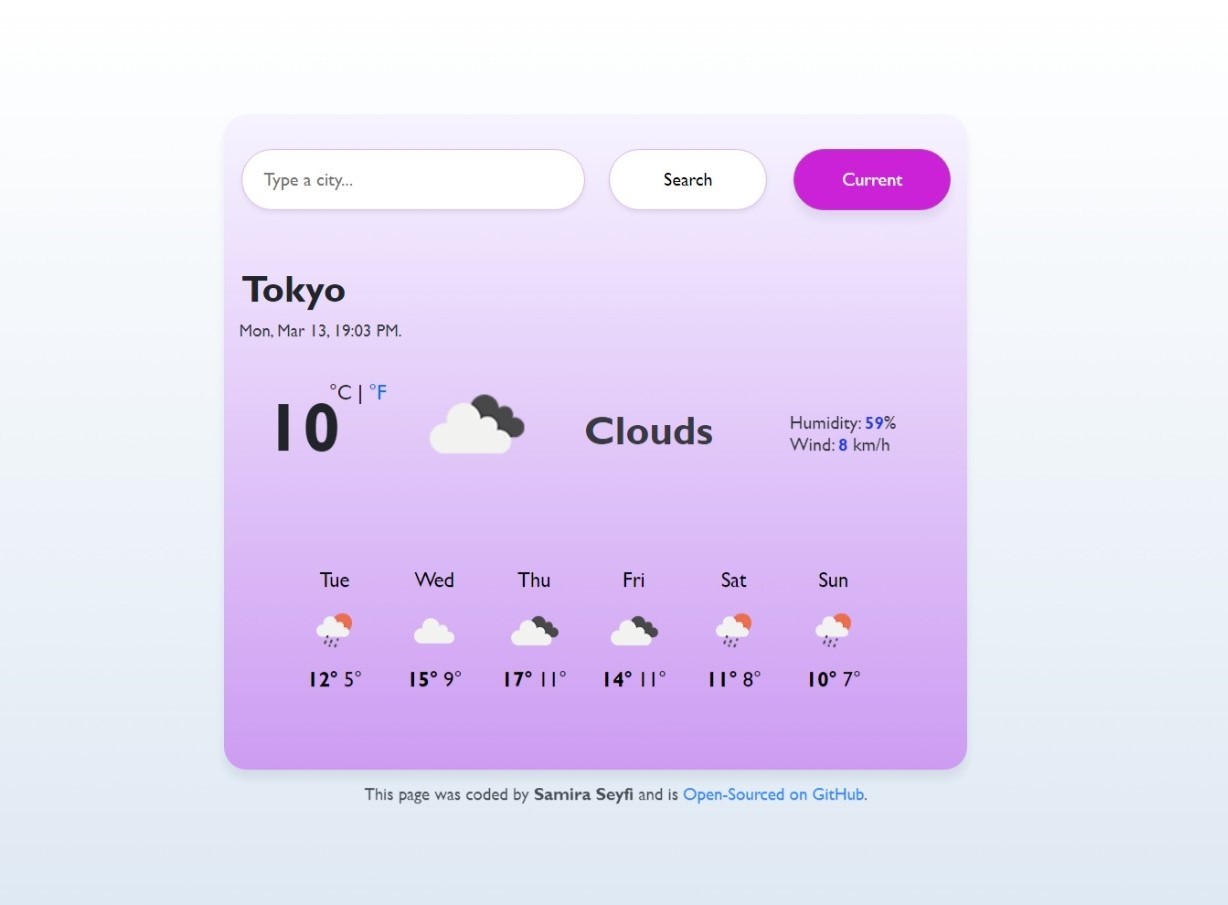 Type a city... Search Current
Tokyo
Mon, Mar 13, 19:03 PM.
10 °C | °F
Clouds
Humidity: 59%
Wind: 8 km/h
Tue Wed Thu Fri Sat Sun
12° 5° 15° 9° 17° 11° 14° 11° 11° 8° 10° 7°
This page was coded by Samira Seyfi and is Open-Sourced on GitHub.